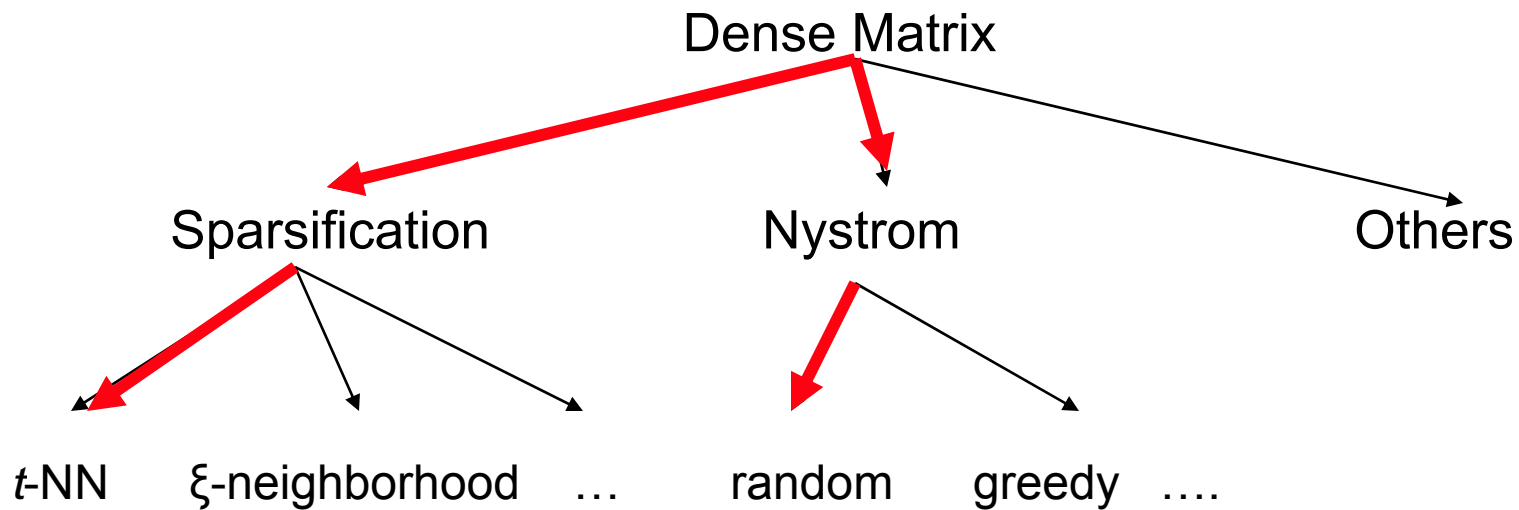 Dense Matrix
Sparsification Nystrom Others
t-NN ξ-neighborhood … random greedy ….